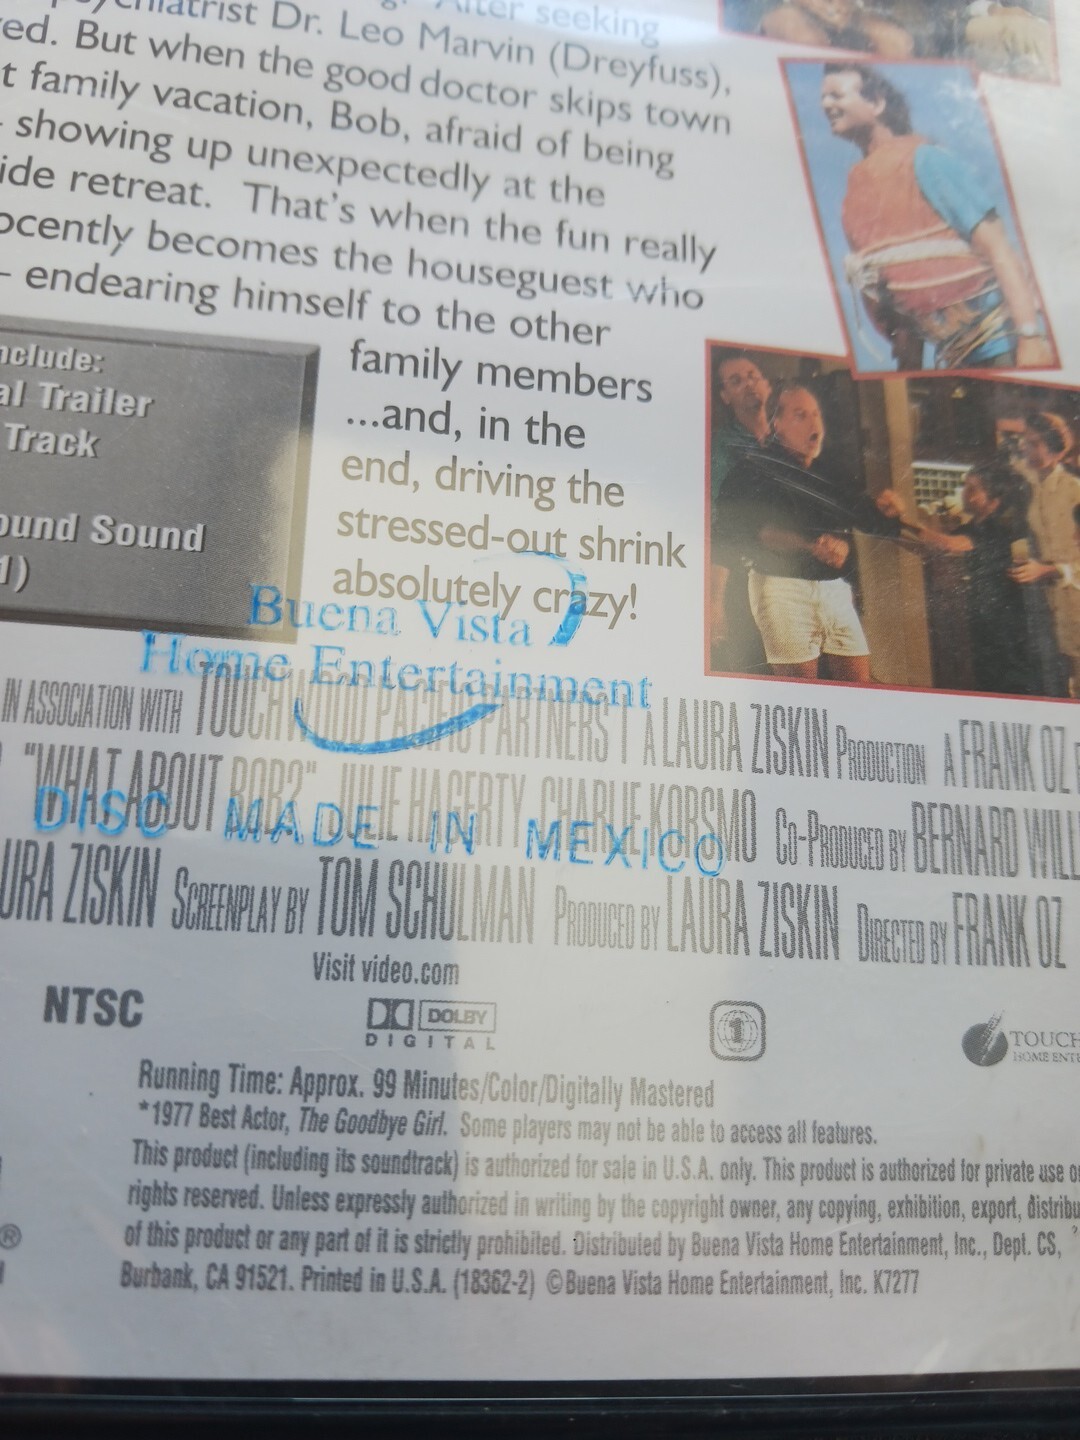 After seeking
psychiatrist Dr. Leo Marvin (Dreyfuss),
ed. But when the good doctor skips town
t family vacation, Bob, afraid of being
- showing up unexpectedly at the
ide retreat. That's when the fun really
ocently becomes the houseguest who
– endearing himself to the other
family members
...and, in the
end, driving the
stressed-out shrink
absolutely crazy!
nclude:
al Trailer
Track
ound Sound
1)
Buena Vista
Home Entertainment
IN ASSOCIATION WITH TOUCHWOOD PACIFIC PARTNERS I A LAURA ZISKIN PRODUCTION A FRANK OZ
"WHAT ABOUT BOB?" JULIE HAGERTY CHARLIE KORSMO CO-PRODUCED BY BERNARD WILL
DISC MADE IN MEXICO
URA ZISKIN SCREENPLAY BY TOM SCHULMAN PRODUCED BY LAURA ZISKIN DIRECTED BY FRANK OZ
Visit video.com
NTSC
DOLBY
DIGITAL
1
TOUCH
HOME ENTE
Running Time: Approx. 99 Minutes/Color/Digitally Mastered
*1977 Best Actor, The Goodbye Girl. Some players may not be able to access all features.
This product (including its soundtrack) is authorized for sale in U.S.A. only. This product is authorized for private use o
rights reserved. Unless expressly authorized in writing by the copyright owner, any copying, exhibition, export, distribu
of this product or any part of it is strictly prohibited. Distributed by Buena Vista Home Entertainment, Inc., Dept. CS,
®
Burbank, CA 91521. Printed in U.S.A. (18362-2) ©Buena Vista Home Entertainment, Inc. K7277